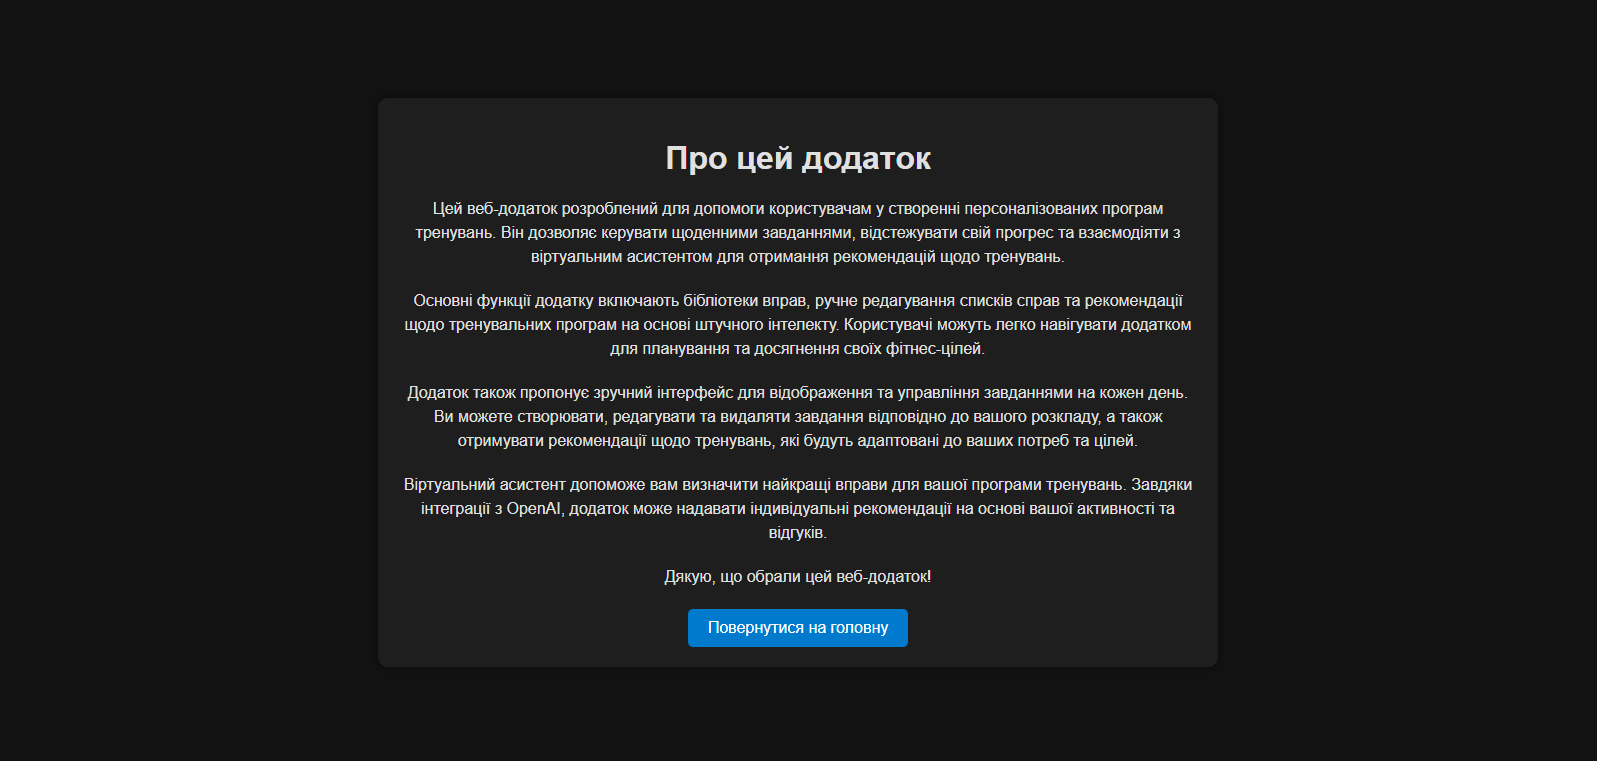 Про цей додаток
Цей веб-додаток розроблений для допомоги користувачам у створенні персоналізованих програм
тренувань. Він дозволяє керувати щоденними завданнями, відстежувати свій прогрес та взаємодіяти з
віртуальним асистентом для отримання рекомендацій щодо тренувань.
Основні функції додатку включають бібліотеки вправ, ручне редагування списків справ та рекомендації
щодо тренувальних програм на основі штучного інтелекту. Користувачі можуть легко навігувати додатком
для планування та досягнення своїх фітнес-цілей.
Додаток також пропонує зручний інтерфейс для відображення та управління завданнями на кожен день.
Ви можете створювати, редагувати та видаляти завдання відповідно до вашого розкладу, а також
отримувати рекомендації щодо тренувань, які будуть адаптовані до ваших потреб та цілей.
Віртуальний асистент допоможе вам визначити найкращі вправи для вашої програми тренувань. Завдяки
інтеграції з OpenAI, додаток може надавати індивідуальні рекомендації на основі вашої активності та
відгуків.
Дякую, що обрали цей веб-додаток!
Повернутися на головну